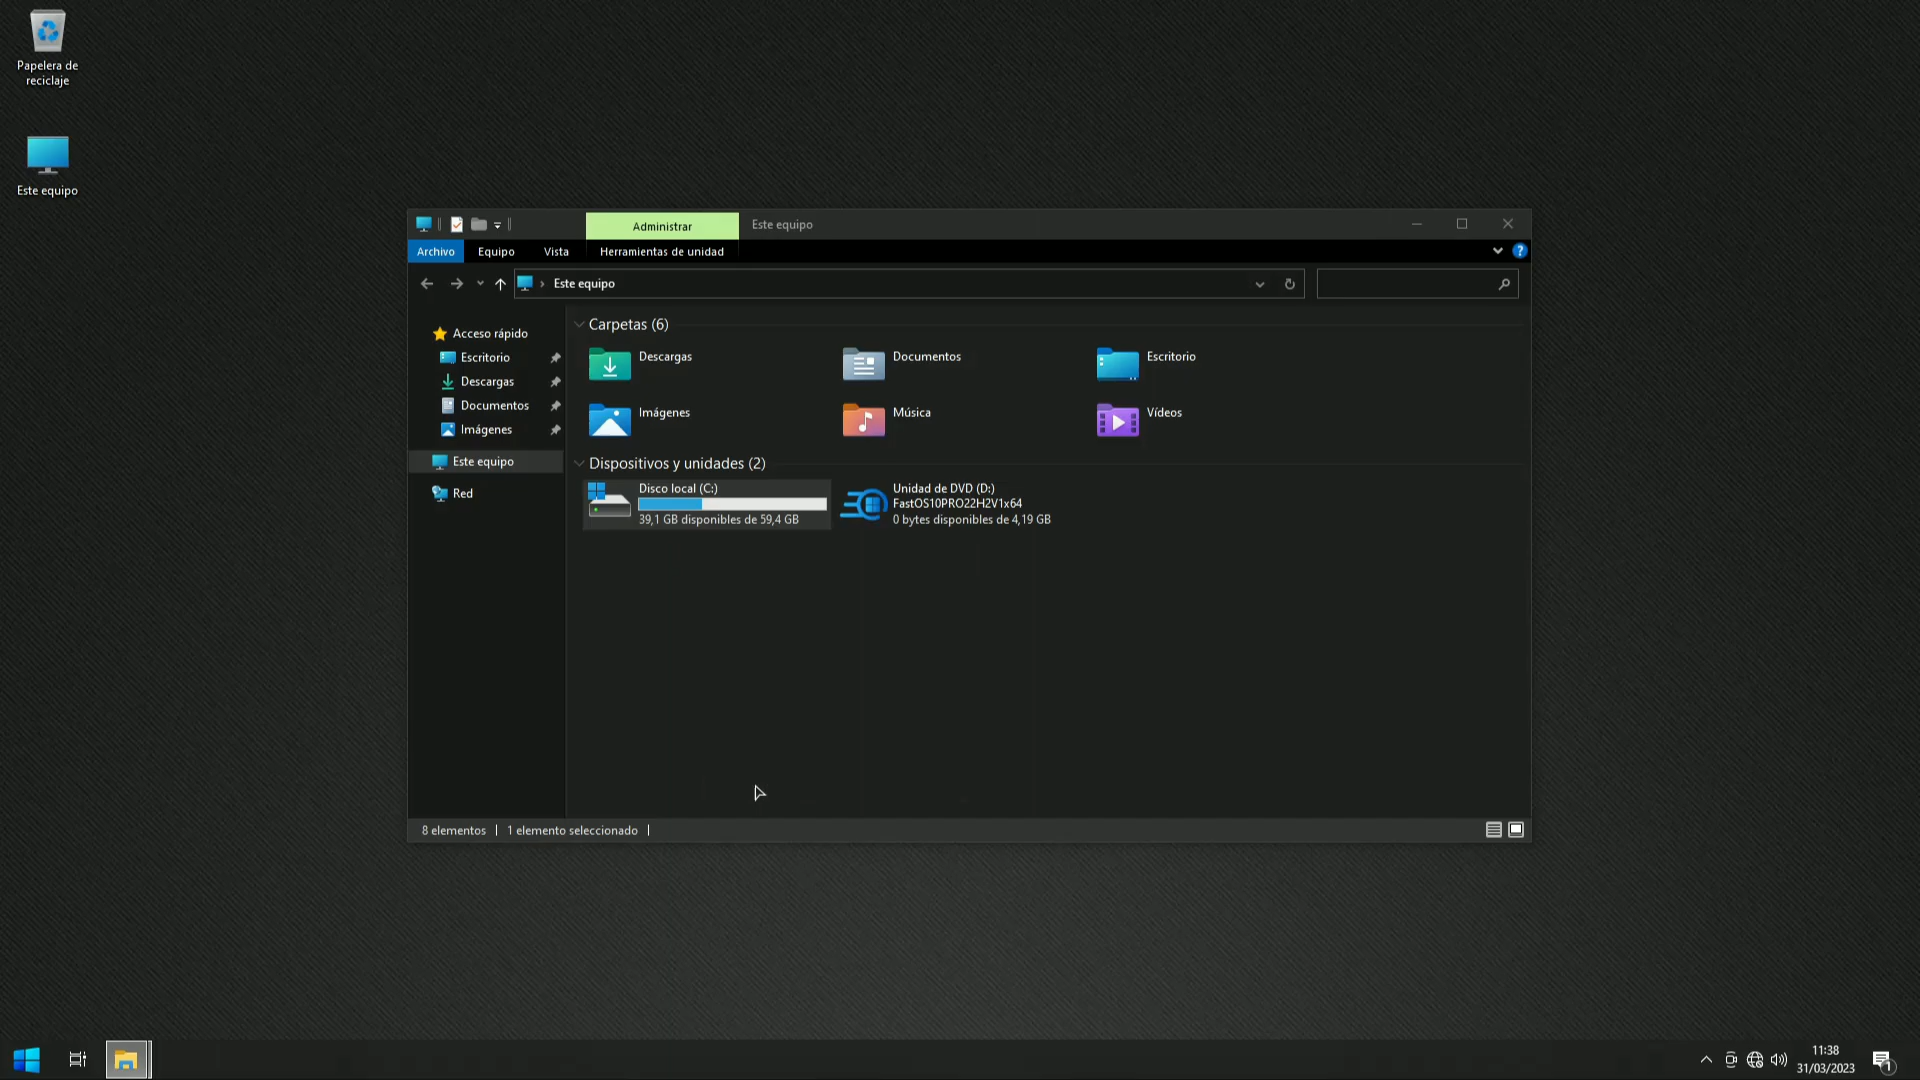 Papelera de
reciclaje
Este equipo
Administrar
Este equipo
Archivo
Equipo
Vista
Herramientas de unidad
?
Este equipo
Acceso rápido
Escritorio
Descargas
Documentos
Imágenes
Este equipo
Red
Carpetas (6)
Descargas
Documentos
Escritorio
Imágenes
Música
Vídeos
Dispositivos y unidades (2)
Disco local (C:)
39,1 GB disponibles de 59,4 GB
Unidad de DVD (D:)
FastOS10PRO22H2V1x64
0 bytes disponibles de 4,19 GB
8 elementos
1 elemento seleccionado
11:38
31/03/2023
1